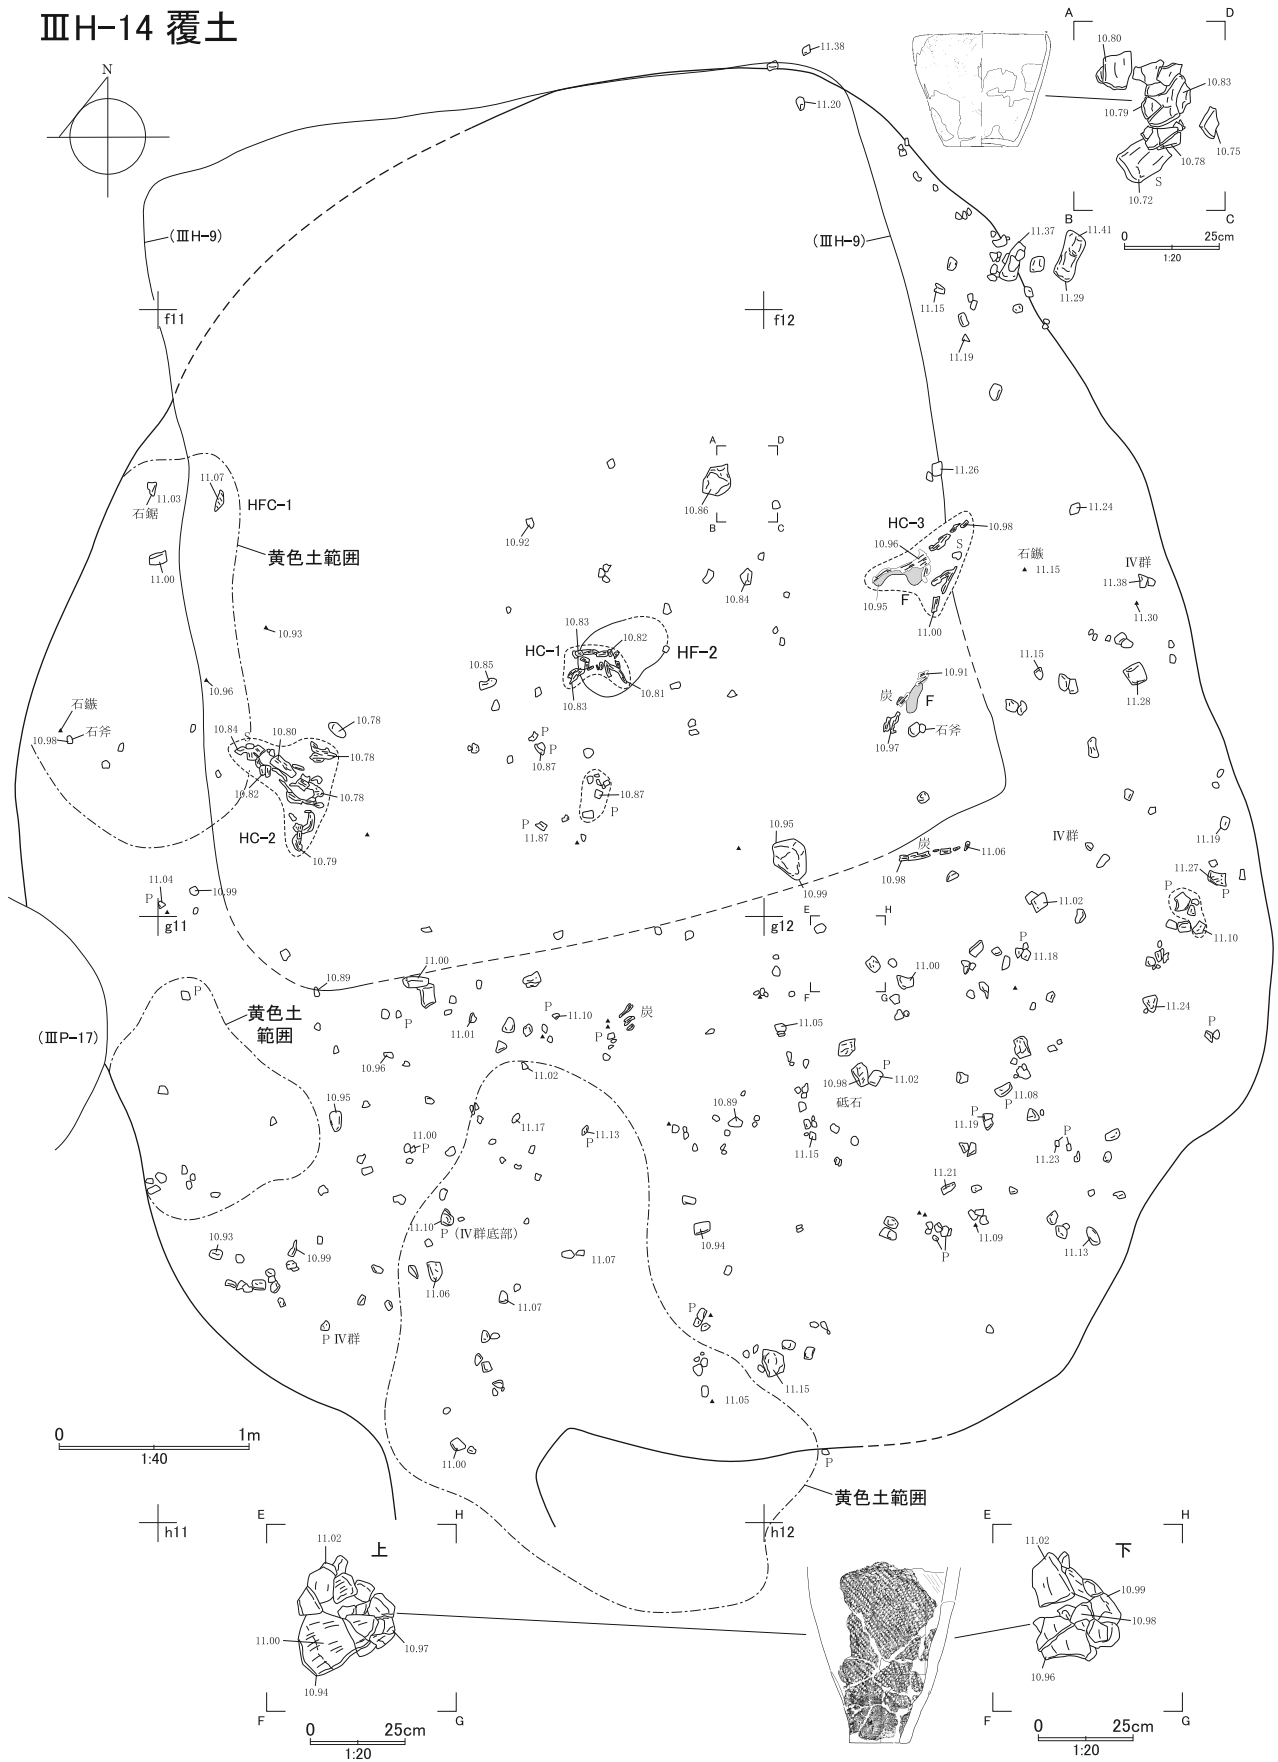 ⅢH-14 覆土
N
11.38
11.20
A
D
10.80
10.83
10.79
10.75
10.78
S
10.72
B
C
0
25cm
1:20
(ⅢH-9)
(ⅢH-9)
11.37
11.41
11.29
11.15
11.19
f11
f12
A
D
10.86
B
C
11.26
11.24
11.07
11.03
石鋸
HFC-1
黄色土範囲
11.00
10.92
10.84
HC-3
10.98
10.96
S
10.95
F
11.00
石鏃
11.15
Ⅳ群
11.38
11.30
10.93
10.96
10.83
10.82
HC-1
HF-2
10.81
10.83
10.85
11.15
11.28
10.91
炭
F
10.97
石斧
石鏃
10.98
石斧
10.84
10.80
10.78
10.78
10.82
10.78
HC-2
10.79
P
P
10.87
10.87
P
P
11.87
S
10.95
10.99
炭
11.06
10.98
Ⅳ群
11.19
11.27
P
P
11.10
11.04
P
10.99
g11
g12
E
H
F
G
11.02
P
11.18
11.00
11.24
P
10.89
11.00
P
黄色土
範囲
(ⅢP-17)
P
11.01
P
11.10
P
炭
10.96
11.02
11.05
P
10.98
11.02
砥石
11.08
P
10.95
11.17
11.13
P
10.89
11.15
P
11.19
P
11.23
11.00
P
11.21
11.10
P (Ⅳ群底部)
10.94
11.09
P
11.13
10.93
10.99
11.06
11.07
11.07
P Ⅳ群
P
11.15
11.05
0
1m
1:40
11.00
P
黄色土範囲
h11
h12
E
H
上
11.02
11.00
10.97
10.94
F
G
0
25cm
1:20
E
H
下
11.02
10.99
10.98
10.96
F
G
0
25cm
1:20